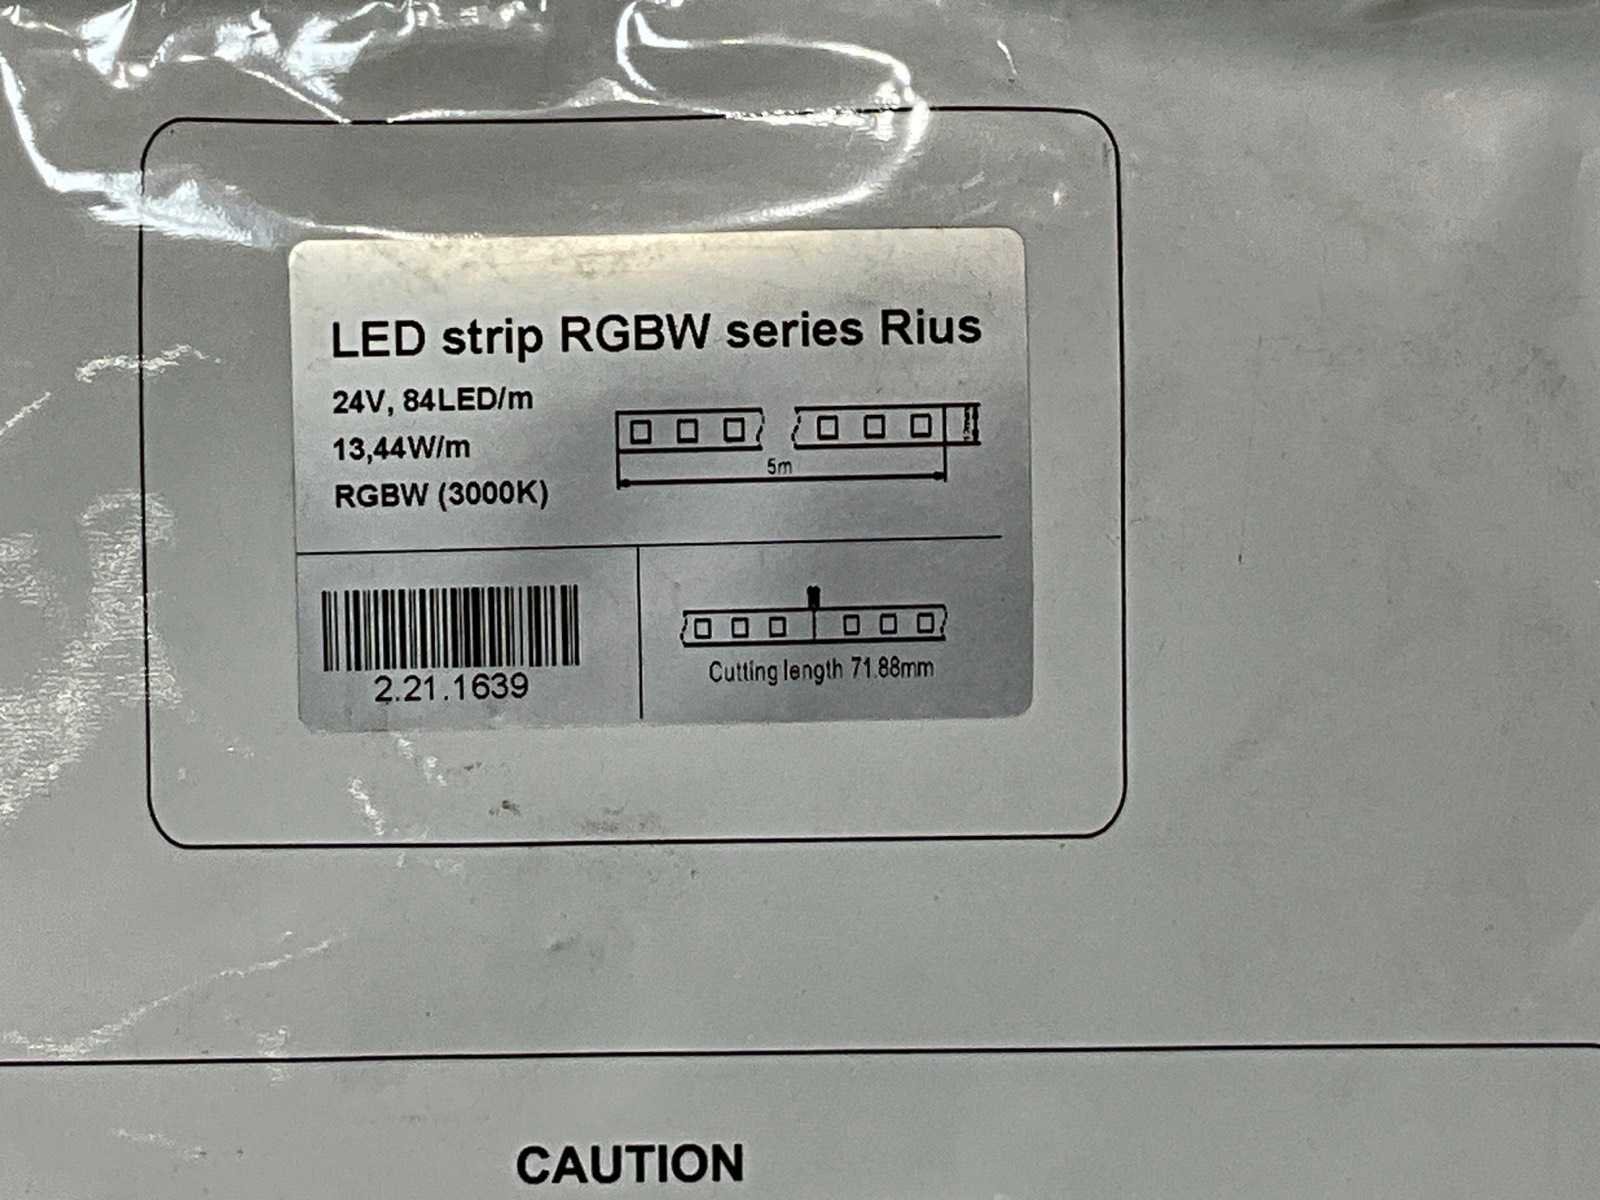 LED strip RGBW series Rius
24V, 84LED/m
13,44W/m
RGBW (3000K)
5m
2.21.1639
Cutting length 71.88mm
CAUTION